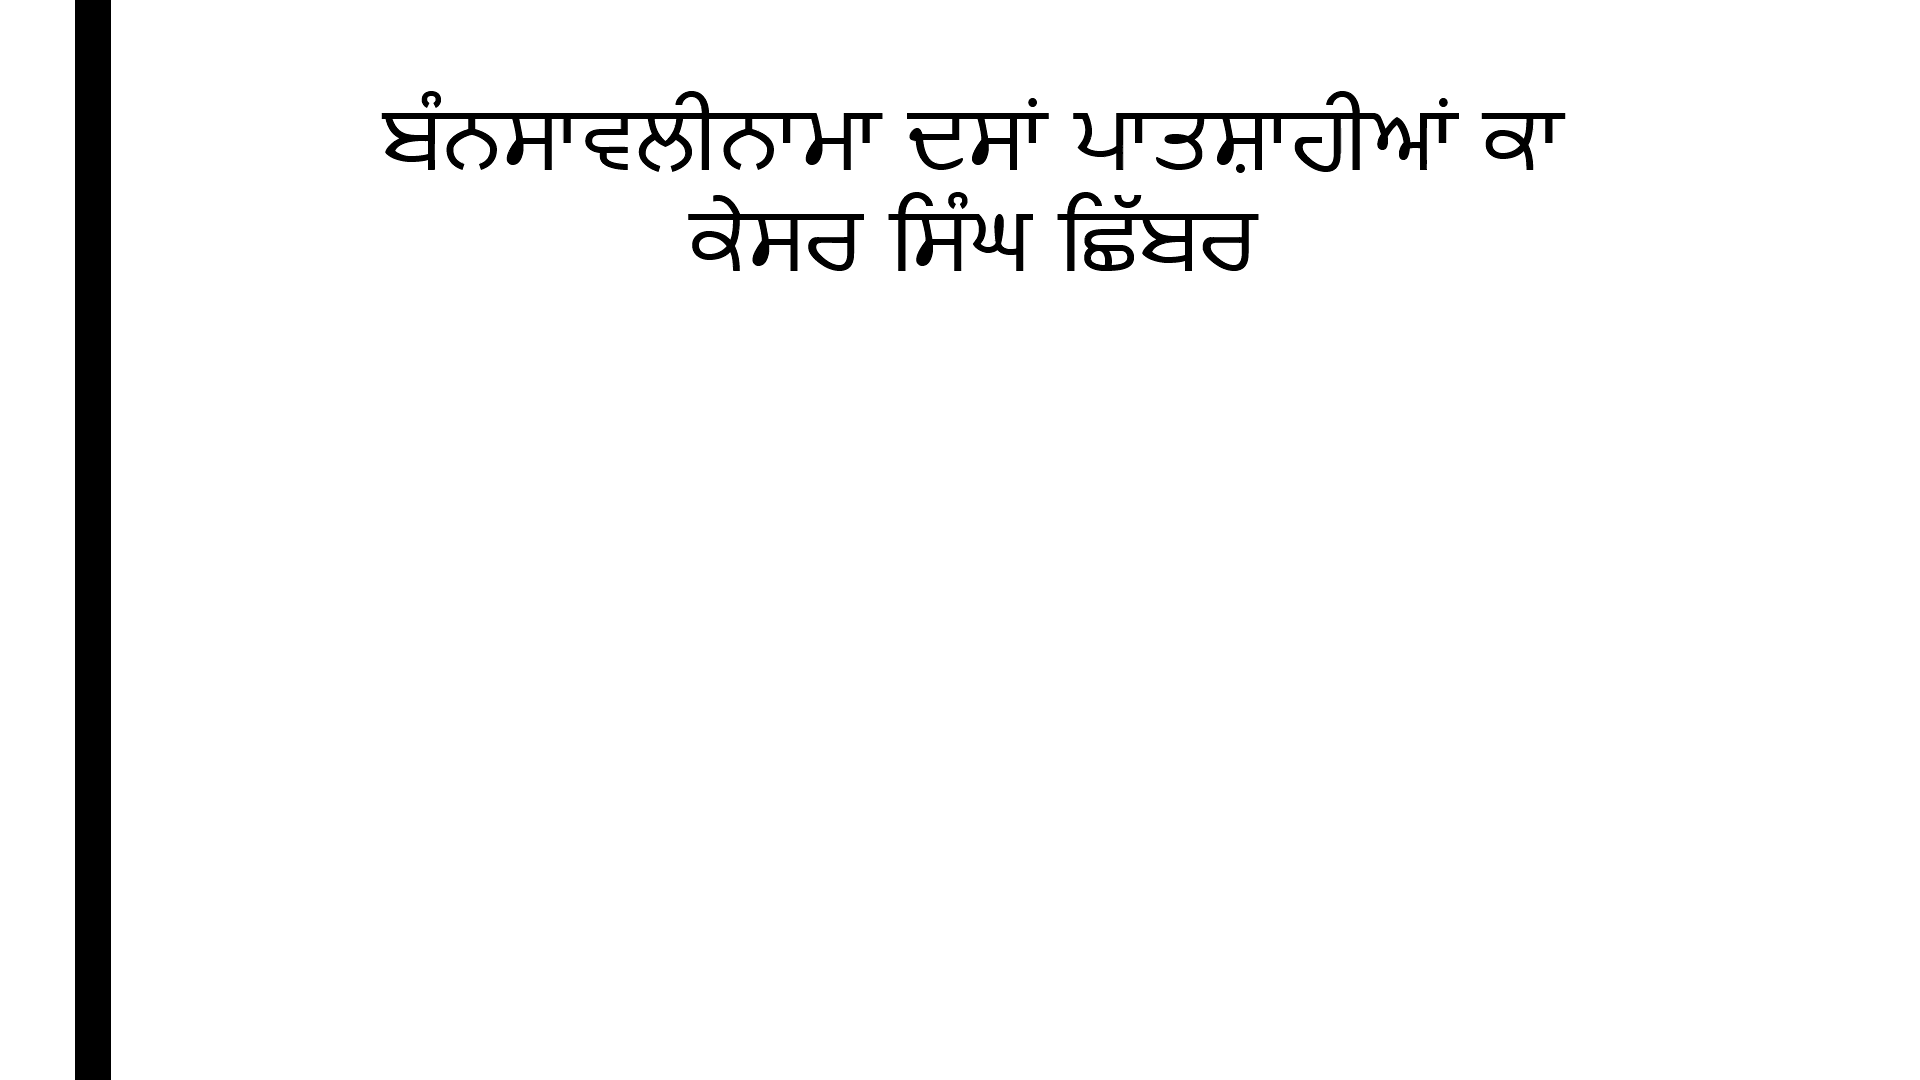 ਬੰਨਸਾਵਲੀਨਾਮਾ ਦਸਾਂ ਪਾਤਸ਼ਾਹੀਆਂ ਕਾ
ਕੇਸਰ ਸਿੰਘ ਛਿੱਬਰ